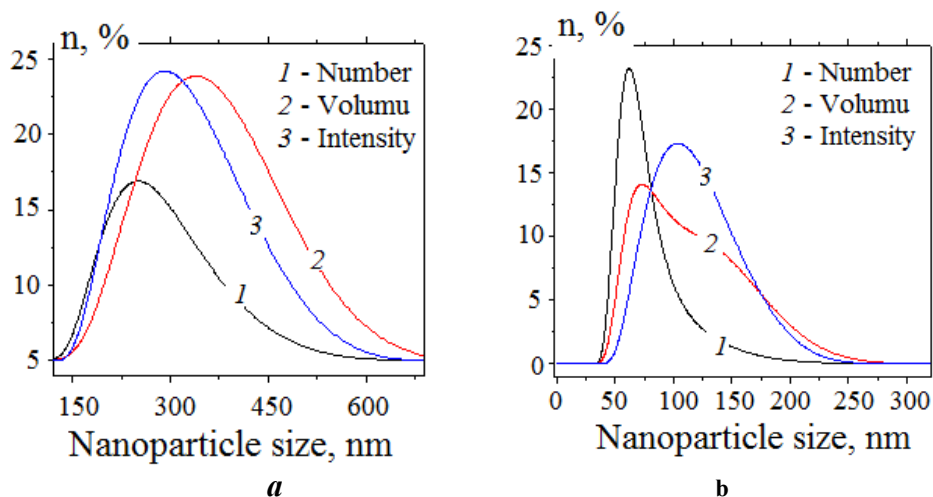 n, %
25
20
15
10
5
1 - Number
2 - Volumu
3 - Intensity
1
2
3
150 300 450 600
Nanoparticle size, nm
a
n, %
25
20
15
10
5
0
1 - Number
2 - Volumu
3 - Intensity
3
2
1
0 50 100 150 200 250 300
Nanoparticle size, nm
b